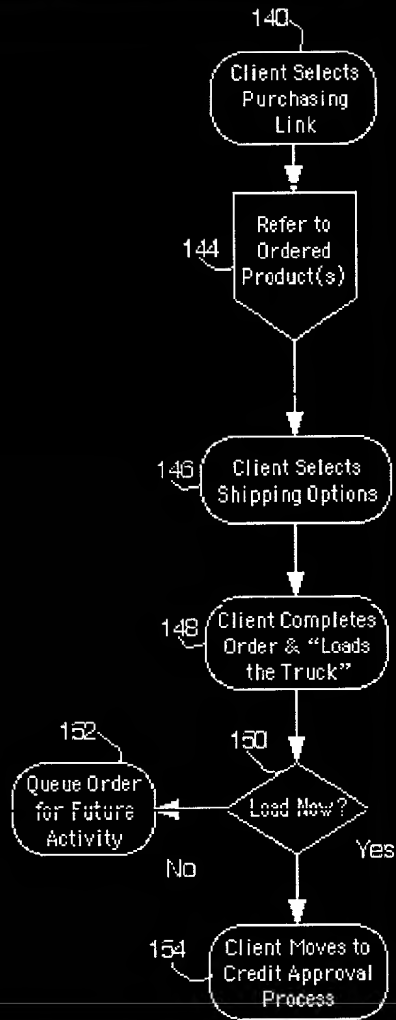 140
Client Selects
Purchasing
Link
144
Refer to
Ordered
Product(s)
146
Client Selects
Shipping Options
148
Client Completes
Order & "Loads
the Truck"
152
150
Queue Order
for Future
Activity
Load Now?
No
Yes
154
Client Moves to
Credit Approval
Process